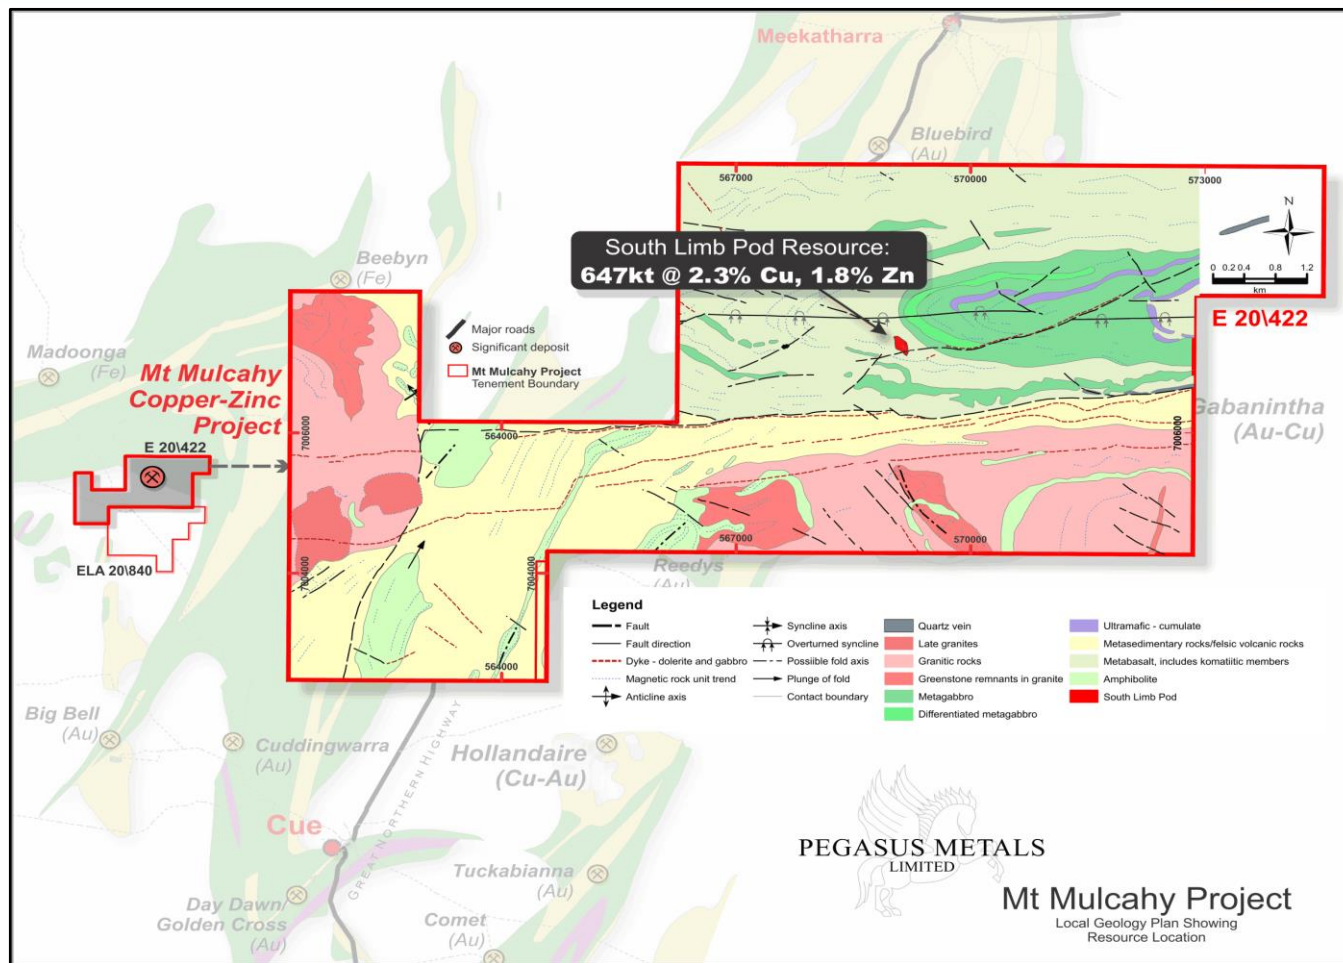 Meekatharra
Bluebird
(Au)
567000
570000
573000
N
South Limb Pod Resource:
647kt @ 2.3% Cu, 1.8% Zn
0 0.2 0.4 0.8 1.2
km
E 20\422
Beebyn
(Fe)
Major roads
Significant deposit
Mt Mulcahy Project
Tenement Boundary
Madoonga
(Fe)
Mt Mulcahy
Copper-Zinc
Project
E 20\422
ELA 20\840
7006000
564000
7006000
Gabanintha
(Au-Cu)
567000
570000
7004000
7004000
Reedys
(Au)
564000
Legend
Fault
Fault direction
Dyke - dolerite and gabbro
Magnetic rock unit trend
Anticline axis
Syncline axis
Overturned syncline
Possiible fold axis
Plunge of fold
Contact boundary
Quartz vein
Late granites
Granitic rocks
Greenstone remnants in granite
Metagabbro
Differentiated metagabbro
Ultramafic - cumulate
Metasedimentary rocks/felsic volcanic rocks
Metabasalt, includes komatiitic members
Amphibolite
South Limb Pod
Big Bell
(Au)
Cuddingwarra
(Au)
GREAT NORTHERN HIGHWAY
Hollandaire
(Cu-Au)
Cue
Tuckabianna
(Au)
Day Dawn/
Golden Cross
(Au)
Comet
(Au)
PEGASUS METALS
LIMITED
Mt Mulcahy Project
Local Geology Plan Showing
Resource Location